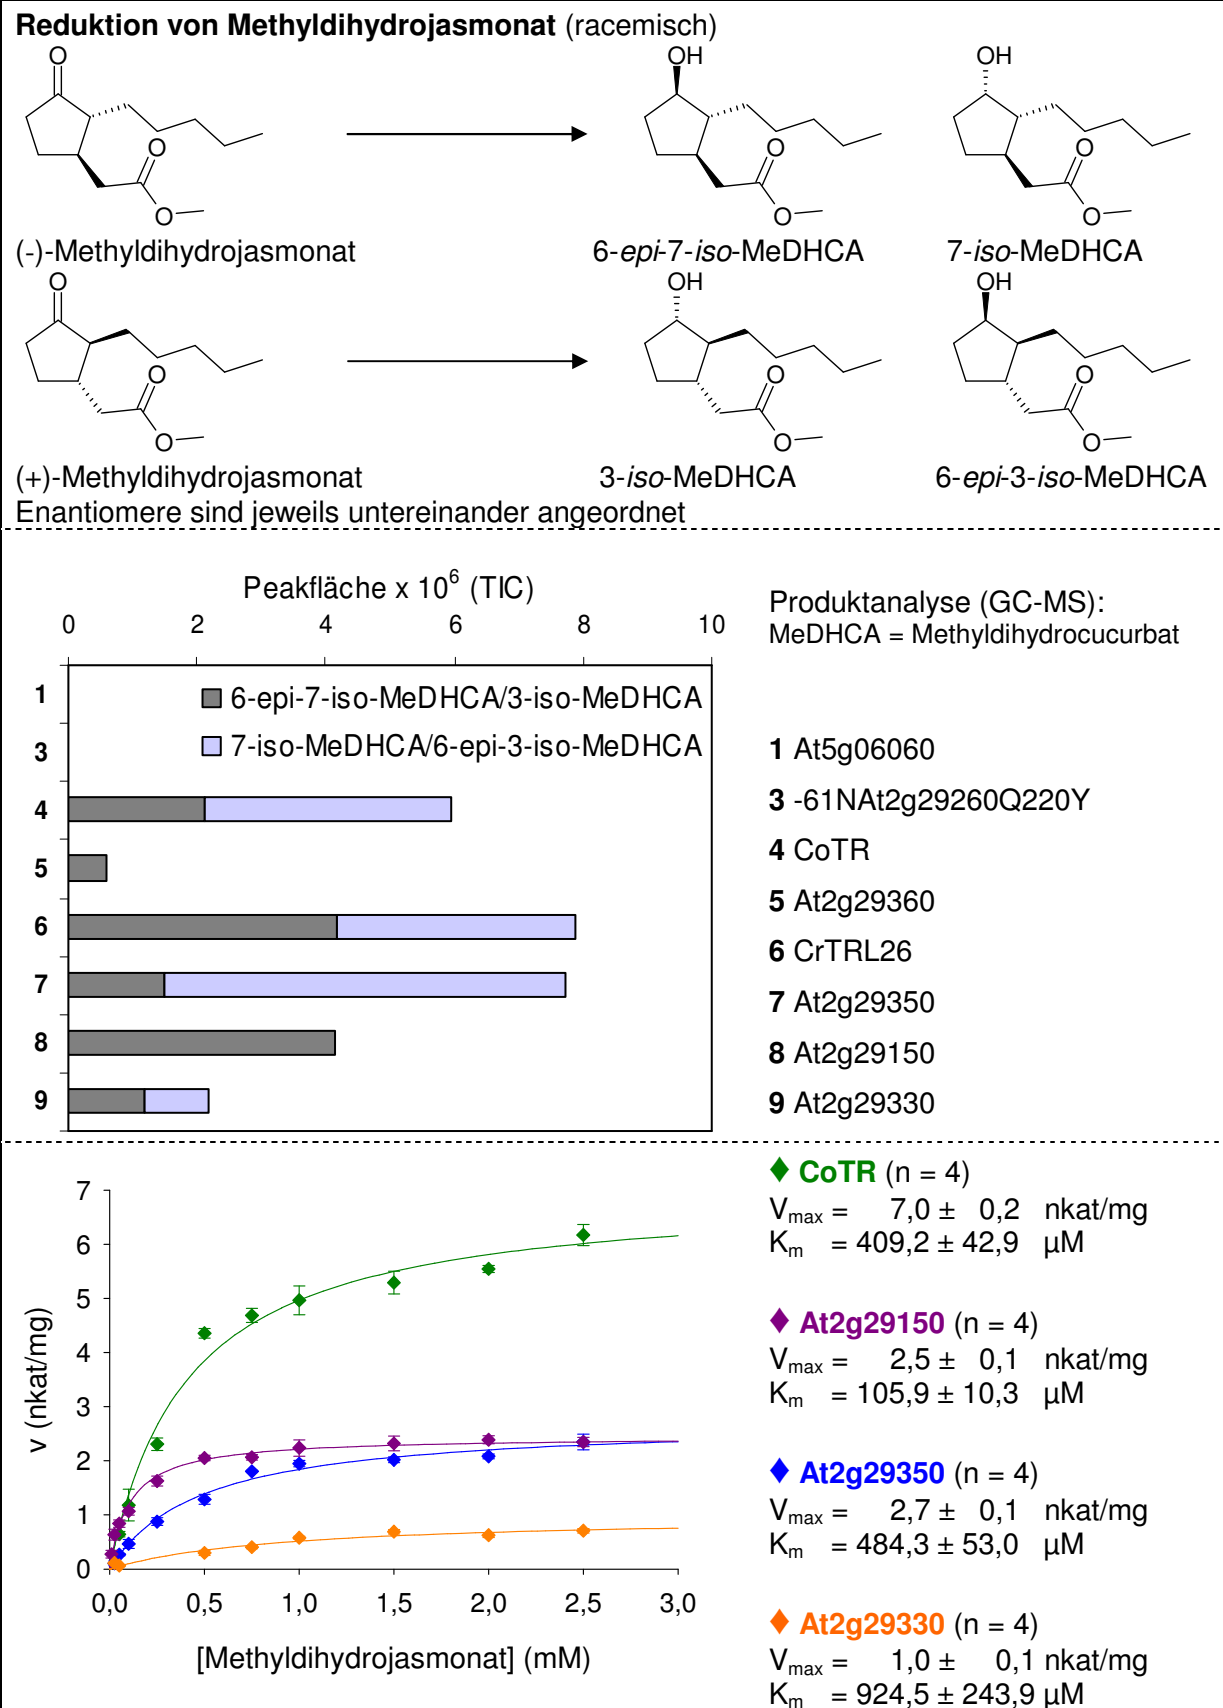 Reduktion von Methyldihydrojasmonat (racemisch)
O
O
O
OH
O
O
OH
O
O
(-)-Methyldihydrojasmonat
6-epi-7-iso-MeDHCA
7-iso-MeDHCA
O
O
O
OH
O
O
OH
O
O
(+)-Methyldihydrojasmonat
3-iso-MeDHCA
6-epi-3-iso-MeDHCA
Enantiomere sind jeweils untereinander angeordnet
Peakfläche x 10⁶ (TIC)
0 2 4 6 8 10
1
3
4
5
6
7
8
9
6-epi-7-iso-MeDHCA/3-iso-MeDHCA
7-iso-MeDHCA/6-epi-3-iso-MeDHCA
Produktanalyse (GC-MS):
MeDHCA = Methyldihydrocucurbat
1 At5g06060
3 -61NAt2g29260Q220Y
4 CoTR
5 At2g29360
6 CrTRL26
7 At2g29350
8 At2g29150
9 At2g29330
v (nkat/mg)
7
6
5
4
3
2
1
0
0,0 0,5 1,0 1,5 2,0 2,5 3,0
[Methyldihydrojasmonat] (mM)
CoTR (n = 4)
Vmax = 7,0 ± 0,2 nkat/mg
Km = 409,2 ± 42,9 µM
At2g29150 (n = 4)
Vmax = 2,5 ± 0,1 nkat/mg
Km = 105,9 ± 10,3 µM
At2g29350 (n = 4)
Vmax = 2,7 ± 0,1 nkat/mg
Km = 484,3 ± 53,0 µM
At2g29330 (n = 4)
Vmax = 1,0 ± 0,1 nkat/mg
Km = 924,5 ± 243,9 µM